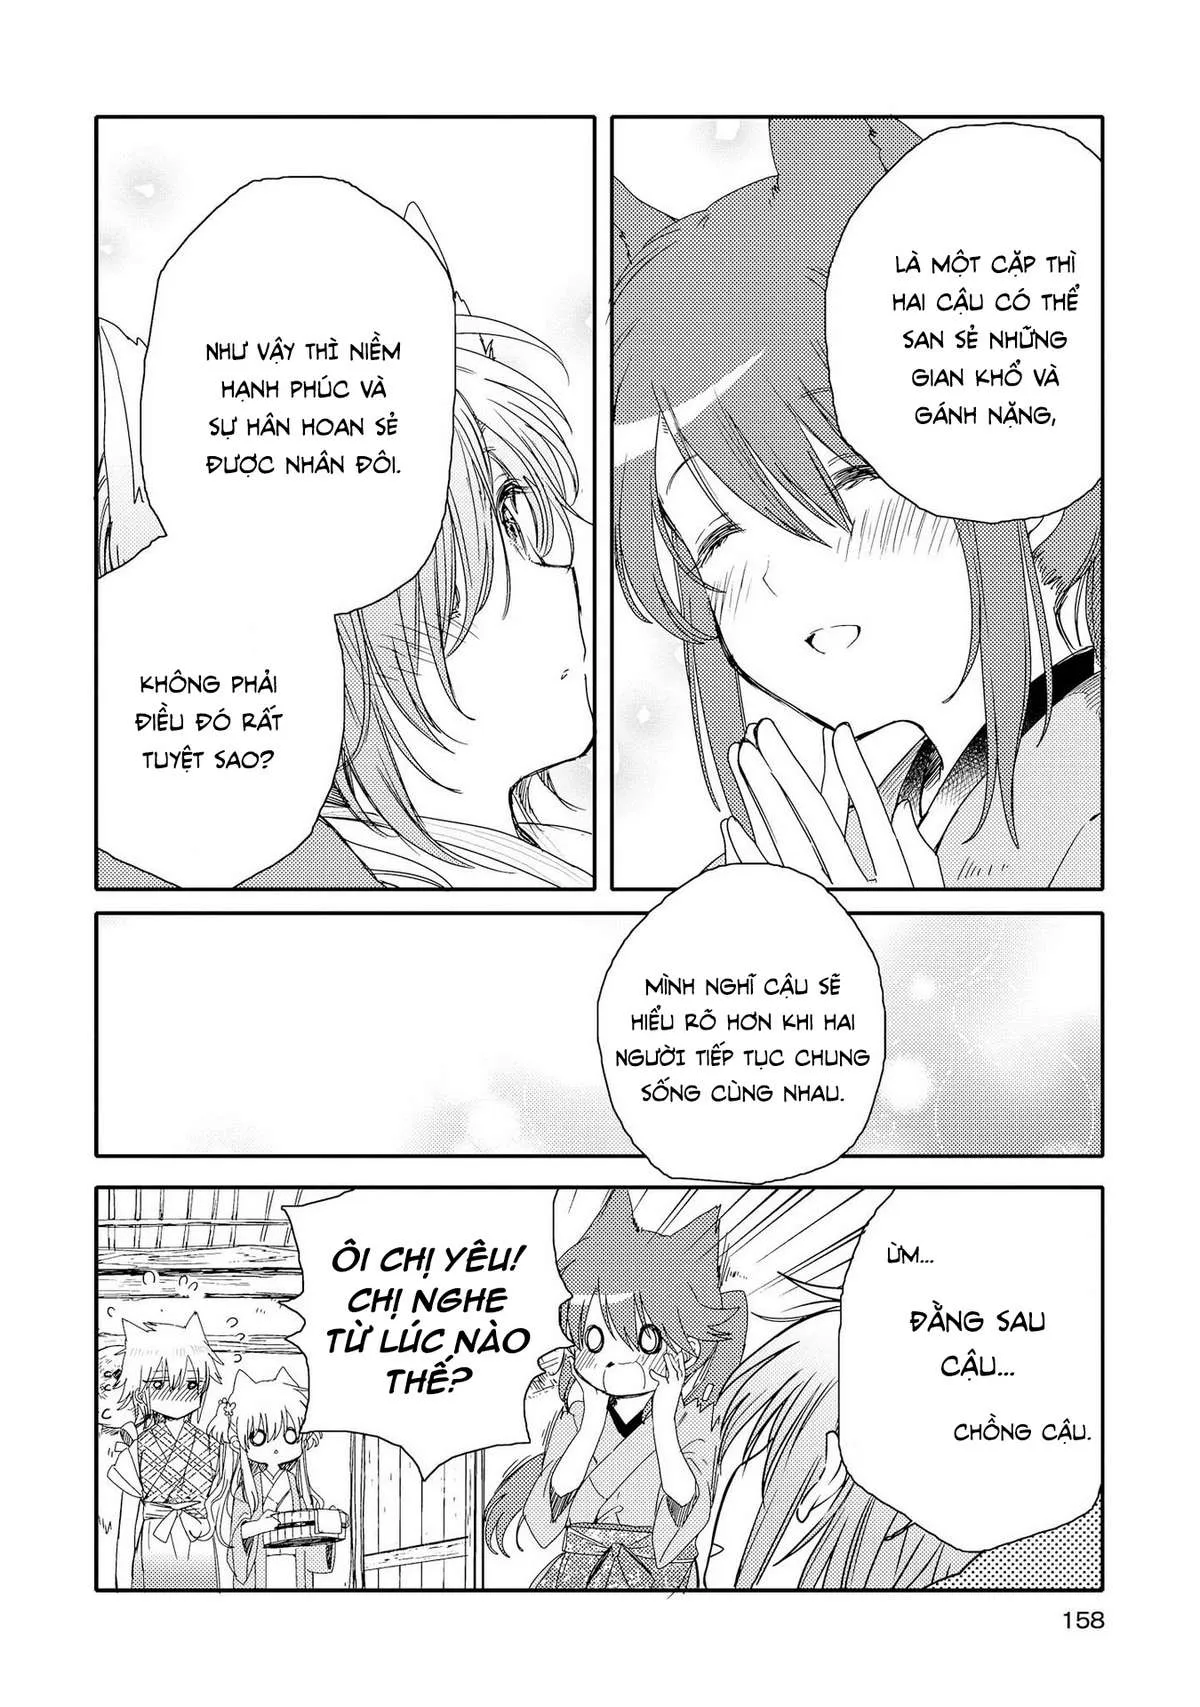 LÀ MỘT CẶP THÌ
HAI CẬU CÓ THỂ
SAN SẺ NHỮNG
GIAN KHỔ VÀ
GÁNH NẶNG,
NHƯ VẬY THÌ NIỀM
HẠNH PHÚC VÀ
SỰ HÂN HOAN SẺ
ĐƯỢC NHÂN ĐÔI.
KHÔNG PHẢI
ĐIỀU ĐÓ RẤT
TUYỆT SAO?
MÌNH NGHĨ CẬU SẼ
HIỂU RÕ HƠN KHI HAI
NGƯỜI TIẾP TỤC CHUNG
SỐNG CÙNG NHAU.
ỪM...
ĐẰNG SAU
CẬU...
CHỒNG CẬU.
ÔI CHỊ YÊU!
CHỊ NGHE
TỪ LÚC NÀO
THẾ?
158